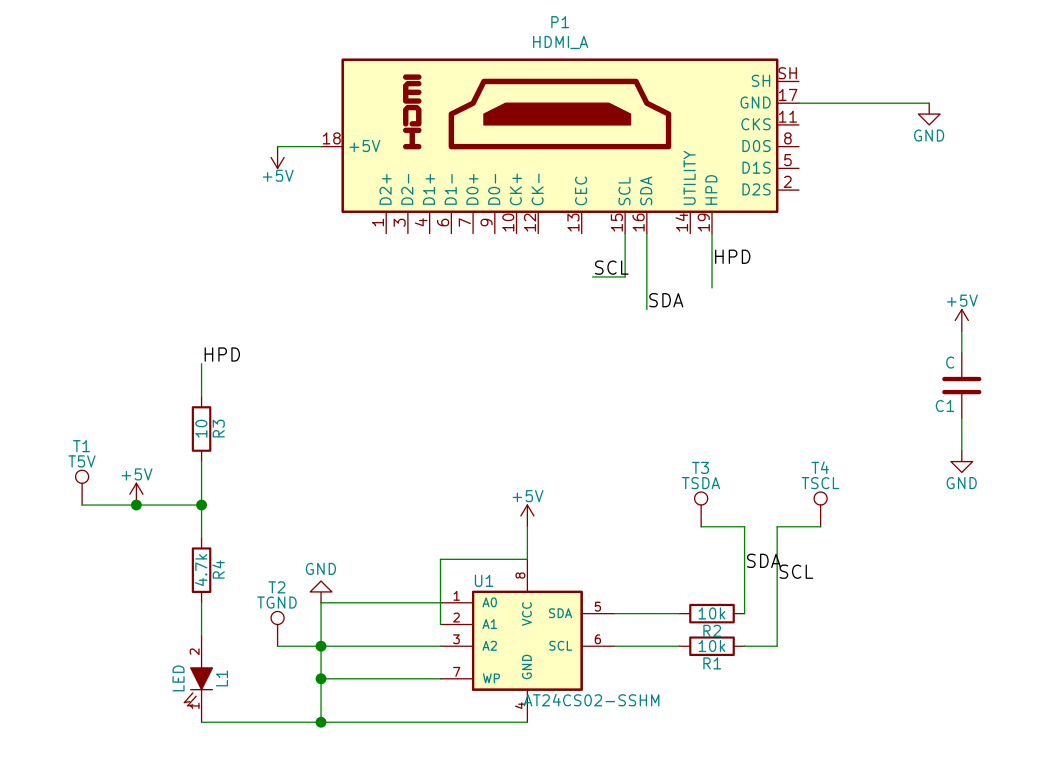 P1
HDMI_A
HDMI
SH
SH
GND
17
CKS
11
D0S
8
D1S
5
D2S
2
18
+5V
+5V
GND
D2+
D2-
D1+
D1-
D0+
D0-
CK+
CK-
CEC
SCL
SDA
UTILITY
HPD
1
3
4
6
7
9
10
12
13
15
16
14
19
SCL
SDA
HPD
+5V
C
C1
GND
HPD
10
R3
T1
T5V
+5V
4.7k
R4
2
LED
L1
1
GND
T2
TGND
+5V
U1
8
VCC
1
A0
2
A1
3
A2
7
WP
SDA
5
SCL
6
GND
4
AT24CS02-SSHM
T3
TSDA
T4
TSCL
SDA
SCL
10k
R2
10k
R1